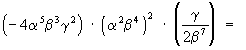 (-4α⁵β³γ²) · (α²β⁴)² · (γ/2β⁷) =